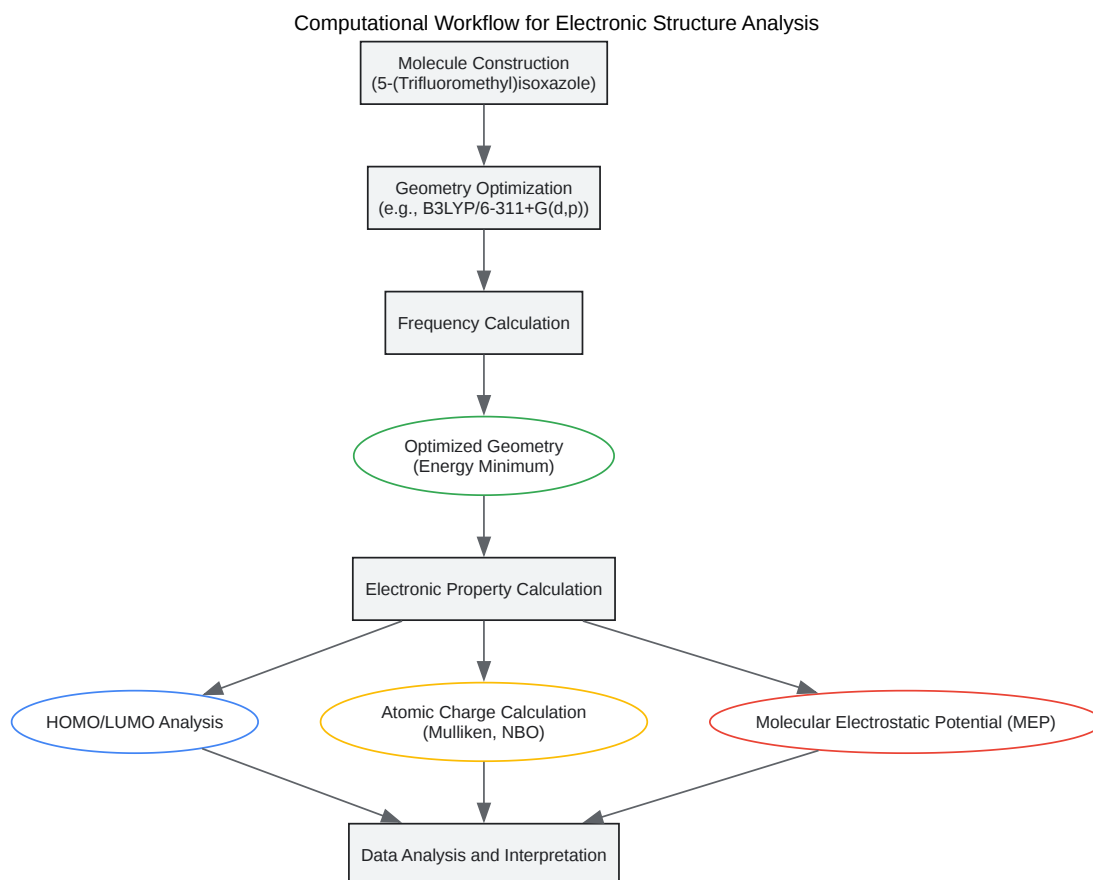 Computational Workflow for Electronic Structure Analysis
Molecule Construction
(5-(Trifluoromethyl)isoxazole)
Geometry Optimization
(e.g., B3LYP/6-311+G(d,p))
Frequency Calculation
Optimized Geometry
(Energy Minimum)
Electronic Property Calculation
HOMO/LUMO Analysis
Atomic Charge Calculation
(Mulliken, NBO)
Molecular Electrostatic Potential (MEP)
Data Analysis and Interpretation